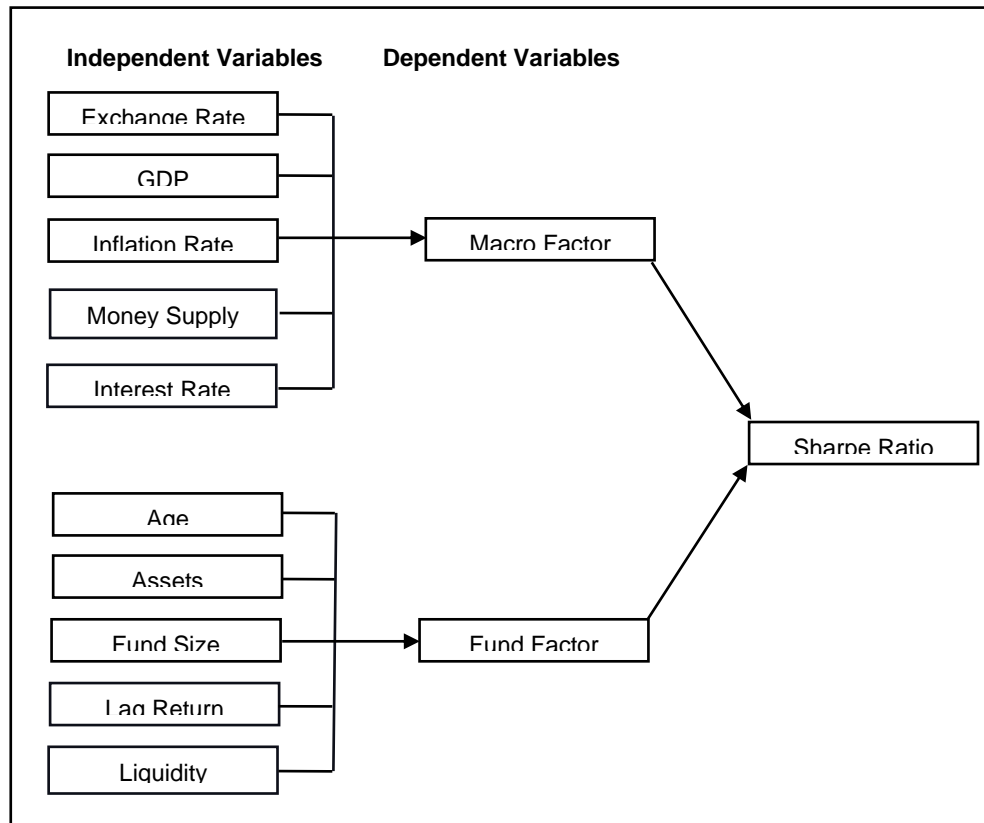 Independent Variables
Dependent Variables
Exchange Rate
GDP
Inflation Rate
Money Supply
Interest Rate
Macro Factor
Sharpe Ratio
Age
Assets
Fund Size
Lag Return
Liquidity
Fund Factor